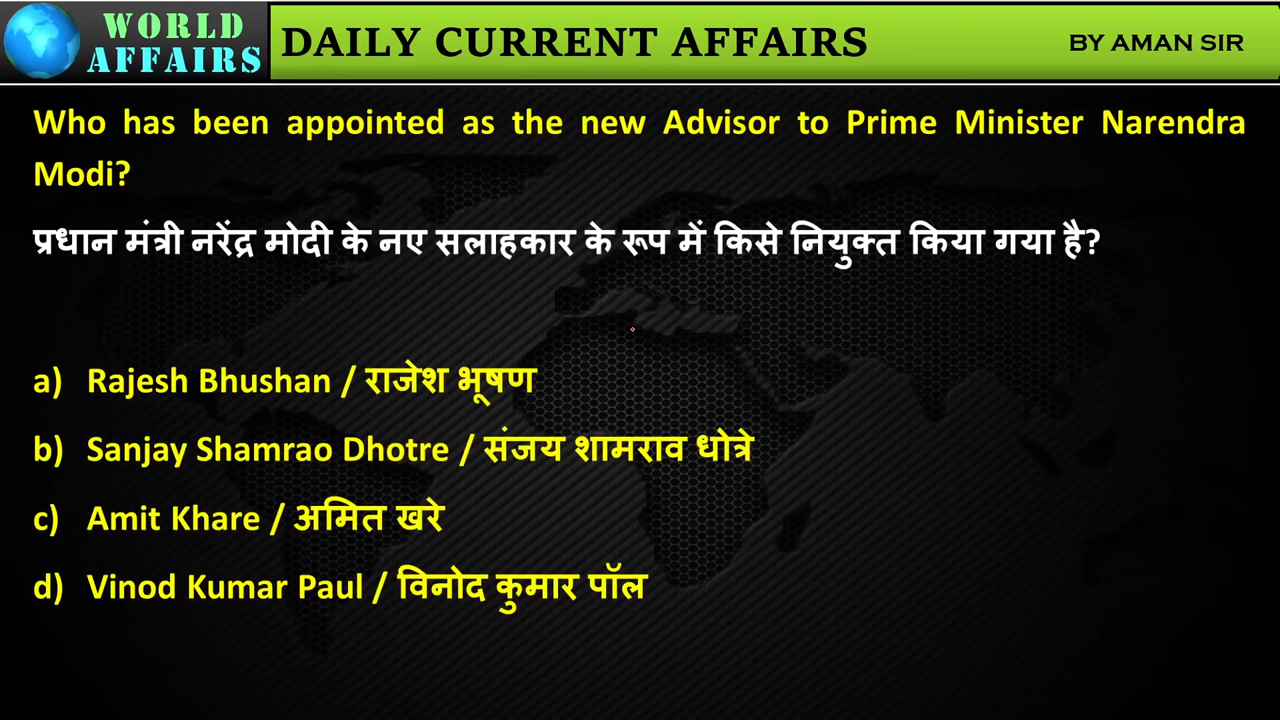 WORLD
AFFAIRS
DAILY CURRENT AFFAIRS
BY AMAN SIR
Who has been appointed as the new Advisor to Prime Minister Narendra
Modi?
प्रधान मंत्री नरेंद्र मोदी के नए सलाहकार के रूप में किसे नियुक्त किया गया है?
a) Rajesh Bhushan / राजेश भूषण
b) Sanjay Shamrao Dhotre / संजय शामराव धोत्रे
c) Amit Khare / अमित खरे
d) Vinod Kumar Paul / विनोद कुमार पॉल